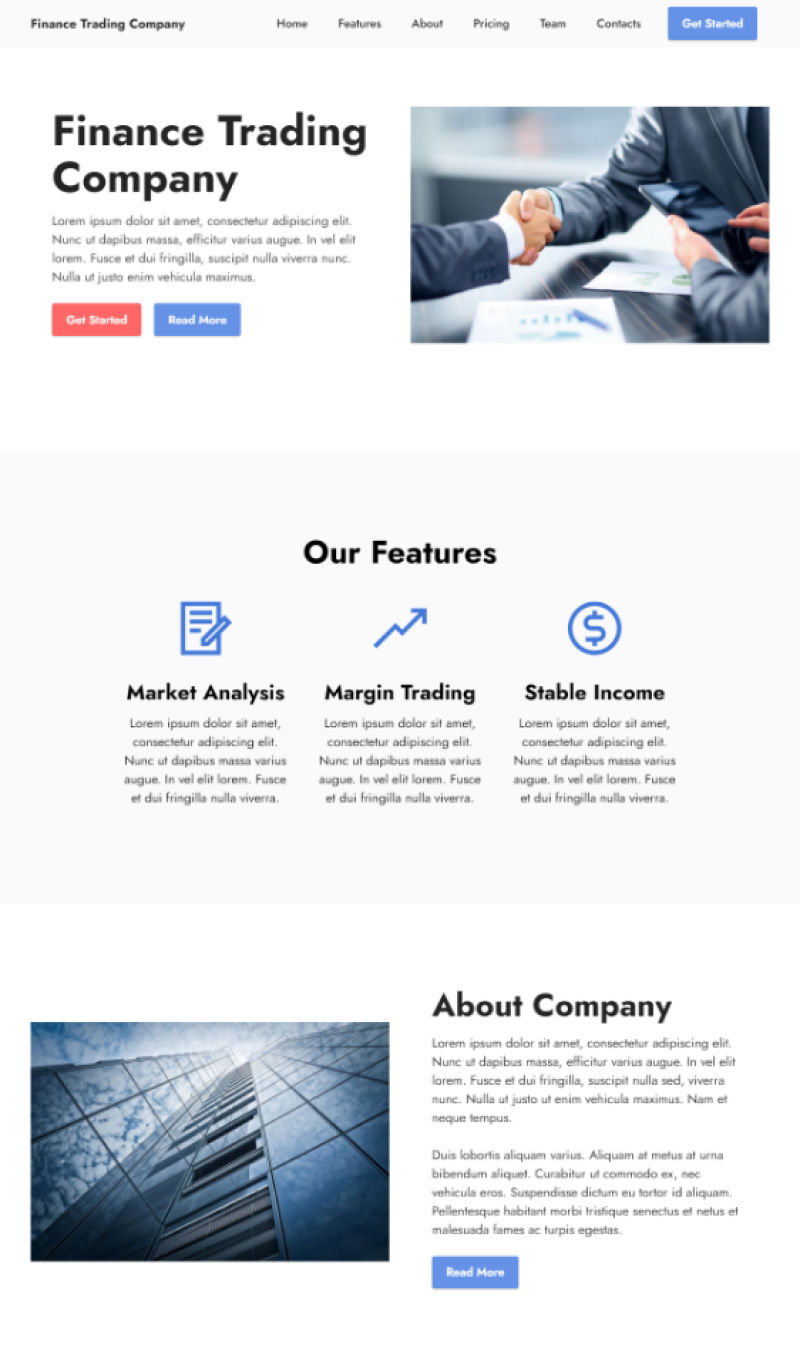 Finance Trading Company
Home
Features
About
Pricing
Team
Contacts
Get Started
Finance Trading
Company
Lorem ipsum dolor sit amet, consectetur adipiscing elit.
Nunc ut dapibus massa, efficitur varius augue. In vel elit
lorem. Fusce et dui fringilla, suscipit nulla viverra nunc.
Nulla ut justo enim vehicula maximus.
Get Started
Read More
Our Features
Market Analysis
Lorem ipsum dolor sit amet,
consectetur adipiscing elit.
Nunc ut dapibus massa varius
augue. In vel elit lorem. Fusce
et dui fringilla nulla viverra.
Margin Trading
Lorem ipsum dolor sit amet,
consectetur adipiscing elit.
Nunc ut dapibus massa varius
augue. In vel elit lorem. Fusce
et dui fringilla nulla viverra.
Stable Income
Lorem ipsum dolor sit amet,
consectetur adipiscing elit.
Nunc ut dapibus massa varius
augue. In vel elit lorem. Fusce
et dui fringilla nulla viverra.
About Company
Lorem ipsum dolor sit amet, consectetur adipiscing elit.
Nunc ut dapibus massa, efficitur varius augue. In vel elit
lorem. Fusce et dui fringilla, suscipit nulla sed, viverra
nunc. Nulla ut justo ut enim vehicula maximus. Nam et
neque tempus.
Duis lobortis aliquam varius. Aliquam at metus at urna
bibendum aliquet. Curabitur ut commodo ex, nec
vehicula eros. Suspendisse dictum eu tortor id aliquam.
Pellentesque habitant morbi tristique senectus et netus et
malesuada fames ac turpis egestas.
Read More